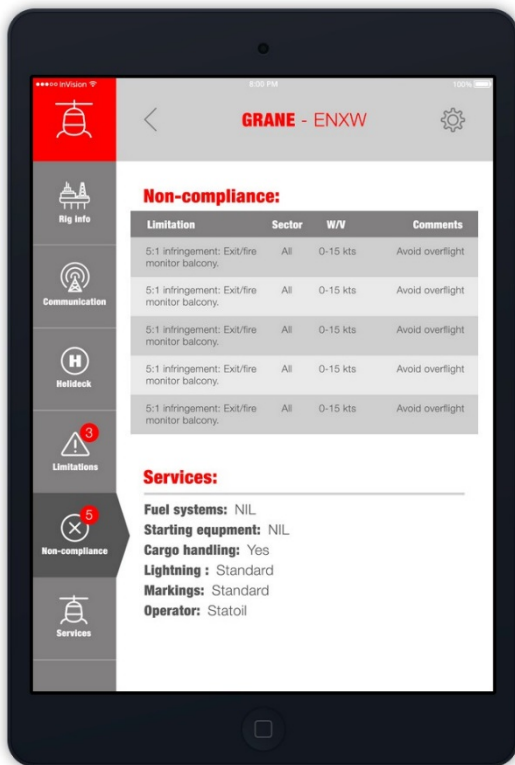 ●●●○○ InVision
8:00 PM
100%
GRANE - ENXW
Rig info
Communication
H
Helideck
3
Limitations
5
Non-compliance
Services
Non-compliance:
Limitation Sector W/V Comments
5:1 infringement: Exit/fire All 0-15 kts Avoid overflight
monitor balcony.
5:1 infringement: Exit/fire All 0-15 kts Avoid overflight
monitor balcony.
5:1 infringement: Exit/fire All 0-15 kts Avoid overflight
monitor balcony.
5:1 infringement: Exit/fire All 0-15 kts Avoid overflight
monitor balcony.
5:1 infringement: Exit/fire All 0-15 kts Avoid overflight
monitor balcony.
Services:
Fuel systems: NIL
Starting equpment: NIL
Cargo handling: Yes
Lightning : Standard
Markings: Standard
Operator: Statoil